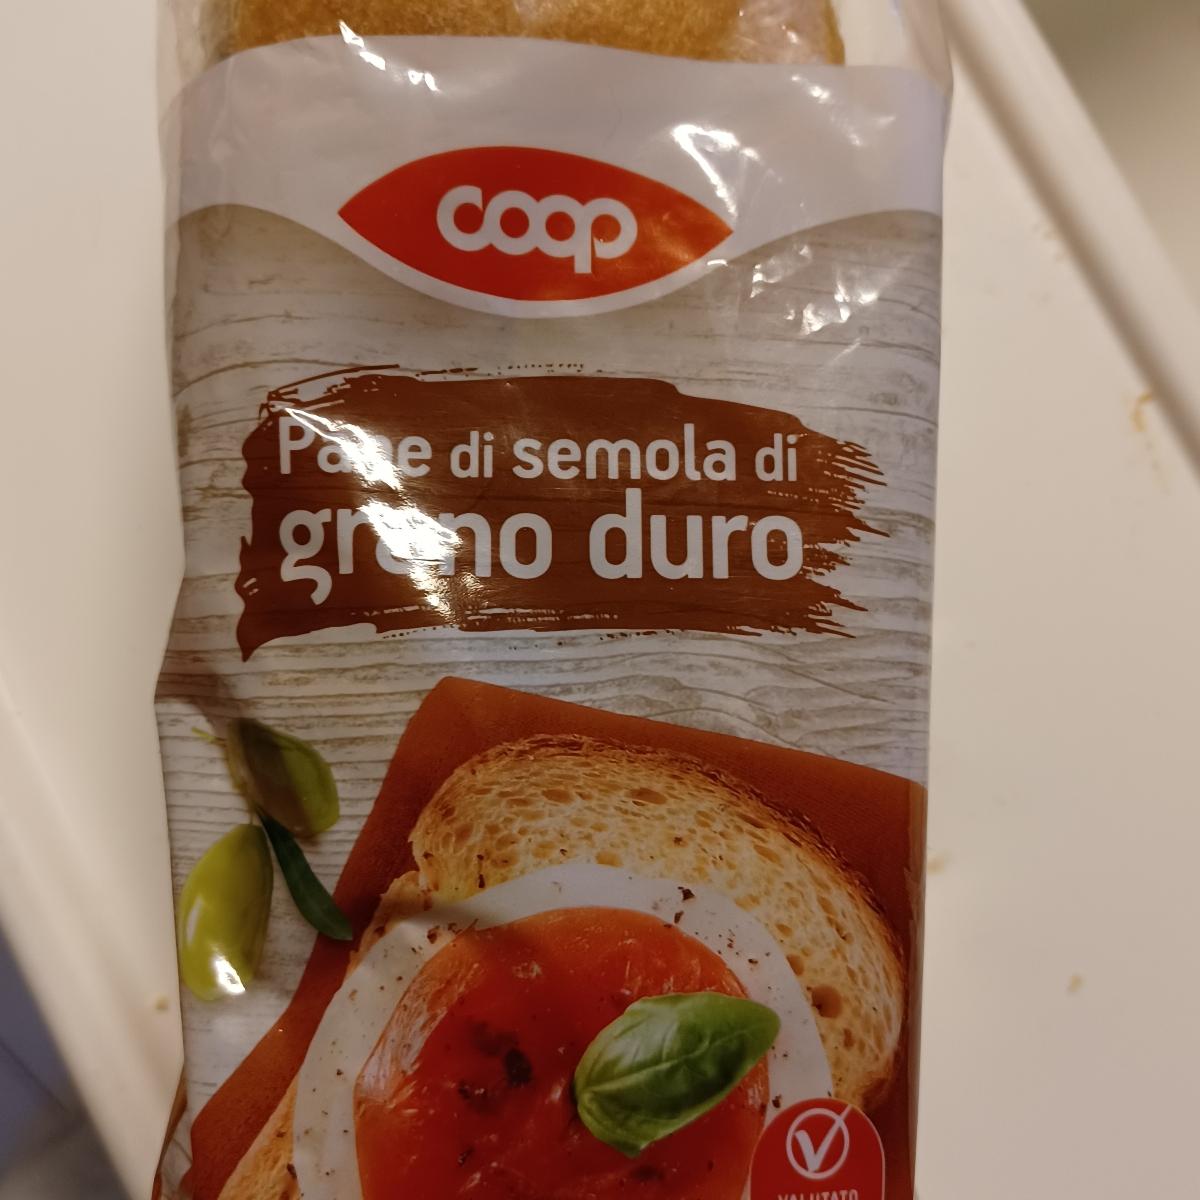 coop
Pane di semola di
grano duro
VALUTATO